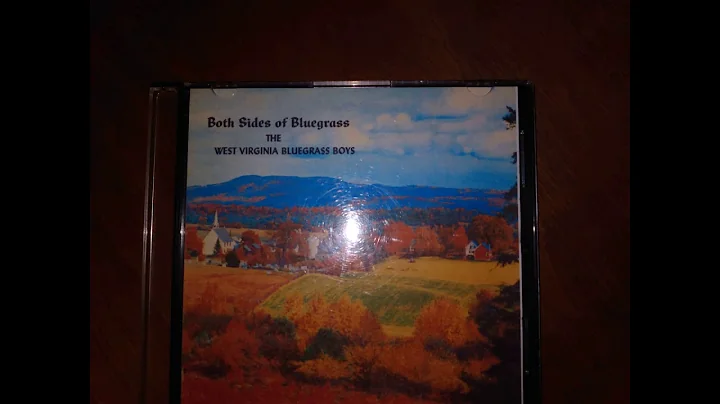 Both Sides of Bluegrass
THE
WEST VIRGINIA BLUEGRASS BOYS